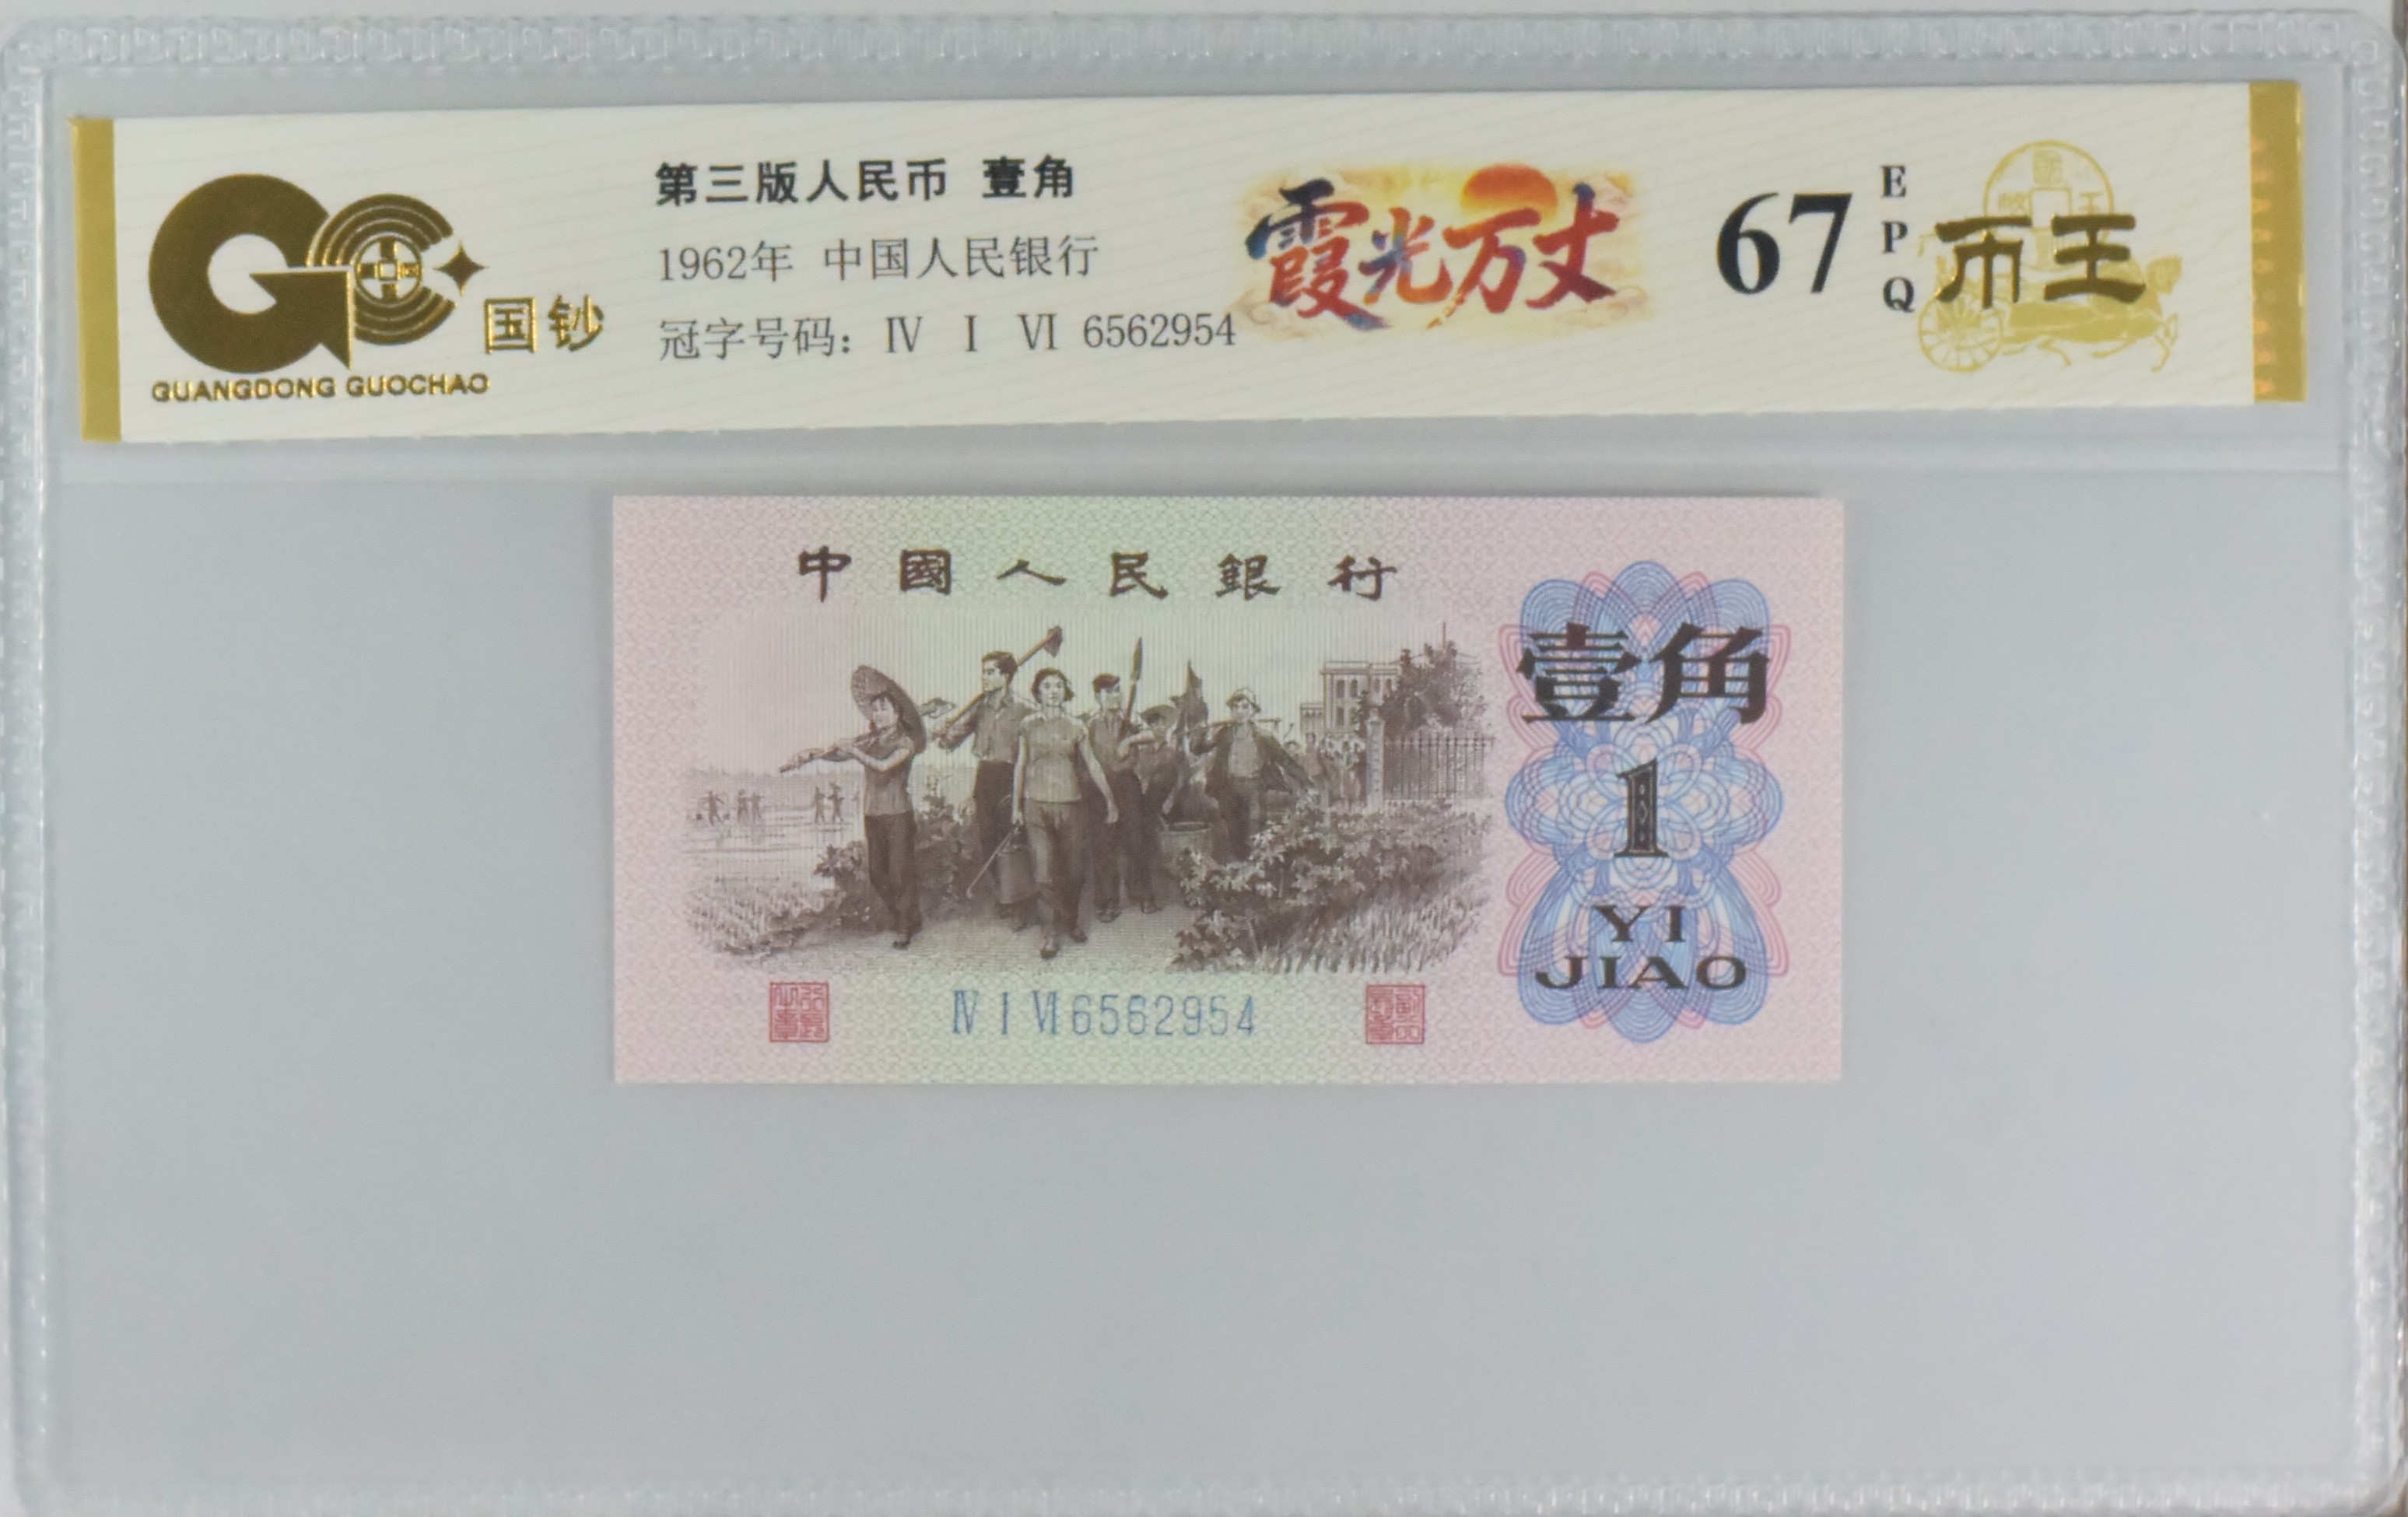 第三版人民币 壹角
1962年 中国人民银行
冠字号码：Ⅳ Ⅰ Ⅵ 6562954
国钞
GUANGDONG GUOCHAO
霞光万丈
67
EPQ
币王
中國人民銀行
壹角
1
YI
JIAO
Ⅳ Ⅰ Ⅵ 6562954